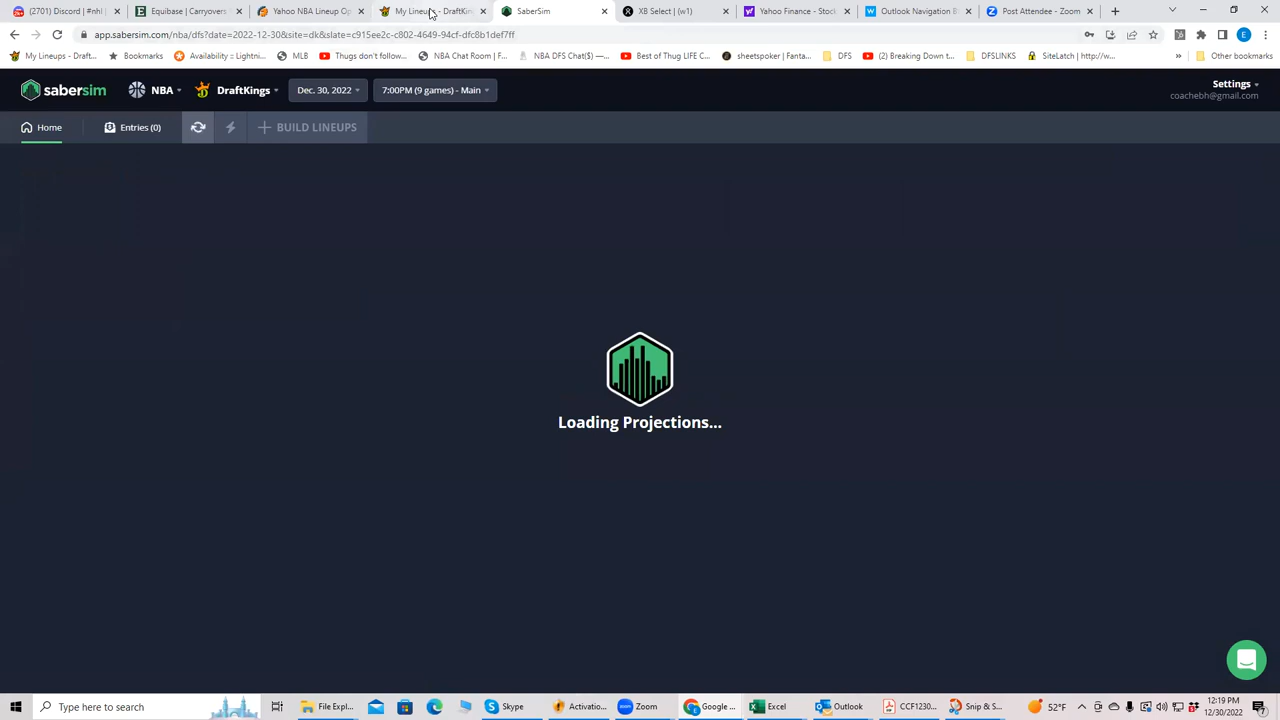 (2701) Discord | #nhl |
Equibase | Carryovers
Yahoo NBA Lineup Op
My Lineups - DraftKing
SaberSim
XB Select | (w1)
Yahoo Finance - Stock
Outlook Navigation B
Post Attendee - Zoom
app.sabersim.com/nba/dfs?date=2022-12-30&site=dk&slate=c915ee2c-c802-4649-94cf-dfc8b1def7ff
My Lineups - Draft...
Bookmarks
Availability :: Lightni...
MLB
Thugs don't follow...
NBA Chat Room | F...
NBA DFS Chat($) —...
Best of Thug LIFE C...
sheetspoker | Fanta...
DFS
(2) Breaking Down t...
DFSLINKS
SiteLatch | http://w...
»
Other bookmarks
sabersim
NBA
DraftKings
Dec. 30, 2022
7:00PM (9 games) - Main
Settings
coachebh@gmail.com
Home
Entries (0)
+ BUILD LINEUPS
Loading Projections...
Type here to search
File Expl...
Skype
Activatio...
Zoom
Google ...
Excel
Outlook
CCF1230...
Snip & S...
12:19 PM
12/30/2022